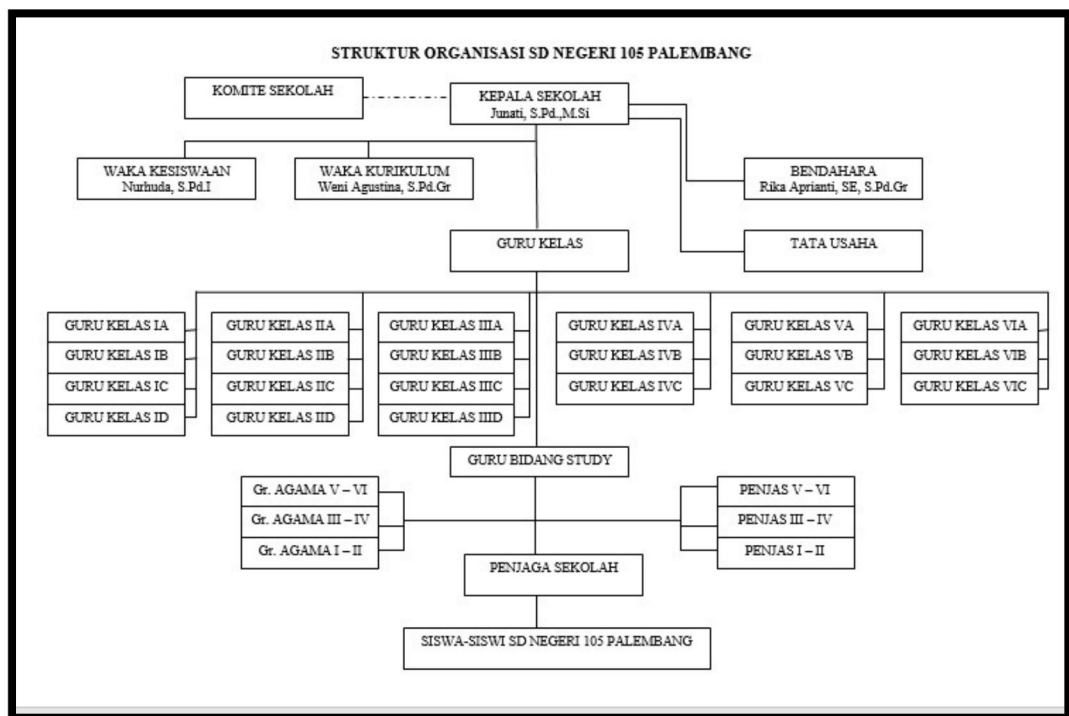 STRUKTUR ORGANISASI SD NEGERI 105 PALEMBANG
KOMITE SEKOLAH
KEPALA SEKOLAH
Junati, S.Pd.,M.Si
WAKA KESISWAAN
Nurhuda, S.Pd.I
WAKA KURIKULUM
Weni Agustina, S.Pd.Gr
BENDAHARA
Rika Aprianti, SE, S.Pd.Gr
GURU KELAS
TATA USAHA
GURU KELAS IA
GURU KELAS IB
GURU KELAS IC
GURU KELAS ID
GURU KELAS IIA
GURU KELAS IIB
GURU KELAS IIC
GURU KELAS IID
GURU KELAS IIIA
GURU KELAS IIIB
GURU KELAS IIIC
GURU KELAS IIID
GURU KELAS IVA
GURU KELAS IVB
GURU KELAS IVC
GURU KELAS VA
GURU KELAS VB
GURU KELAS VC
GURU KELAS VIA
GURU KELAS VIB
GURU KELAS VIC
GURU BIDANG STUDY
Gr. AGAMA V – VI
Gr. AGAMA III – IV
Gr. AGAMA I – II
PENJAS V – VI
PENJAS III – IV
PENJAS I – II
PENJAGA SEKOLAH
SISWA-SISWI SD NEGERI 105 PALEMBANG